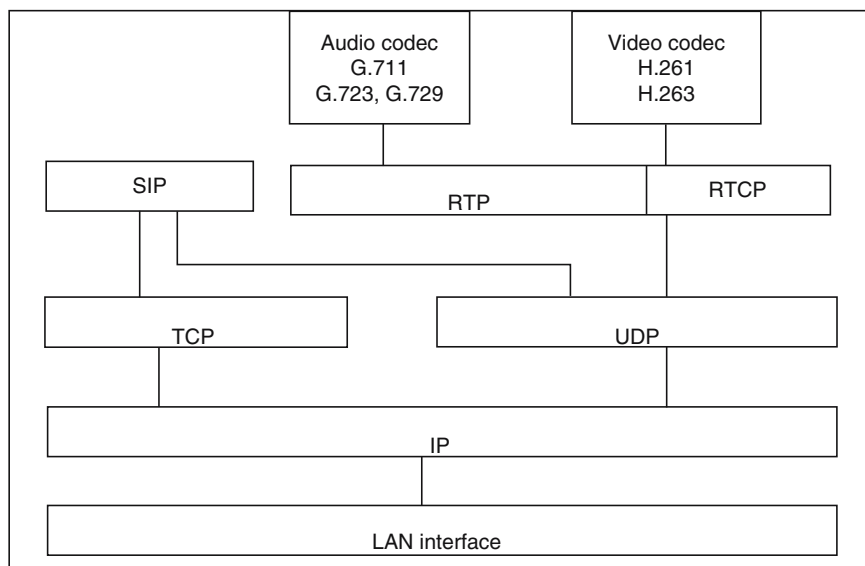 Audio codec
G.711
G.723, G.729
Video codec
H.261
H.263
SIP
RTP
RTCP
TCP
UDP
IP
LAN interface